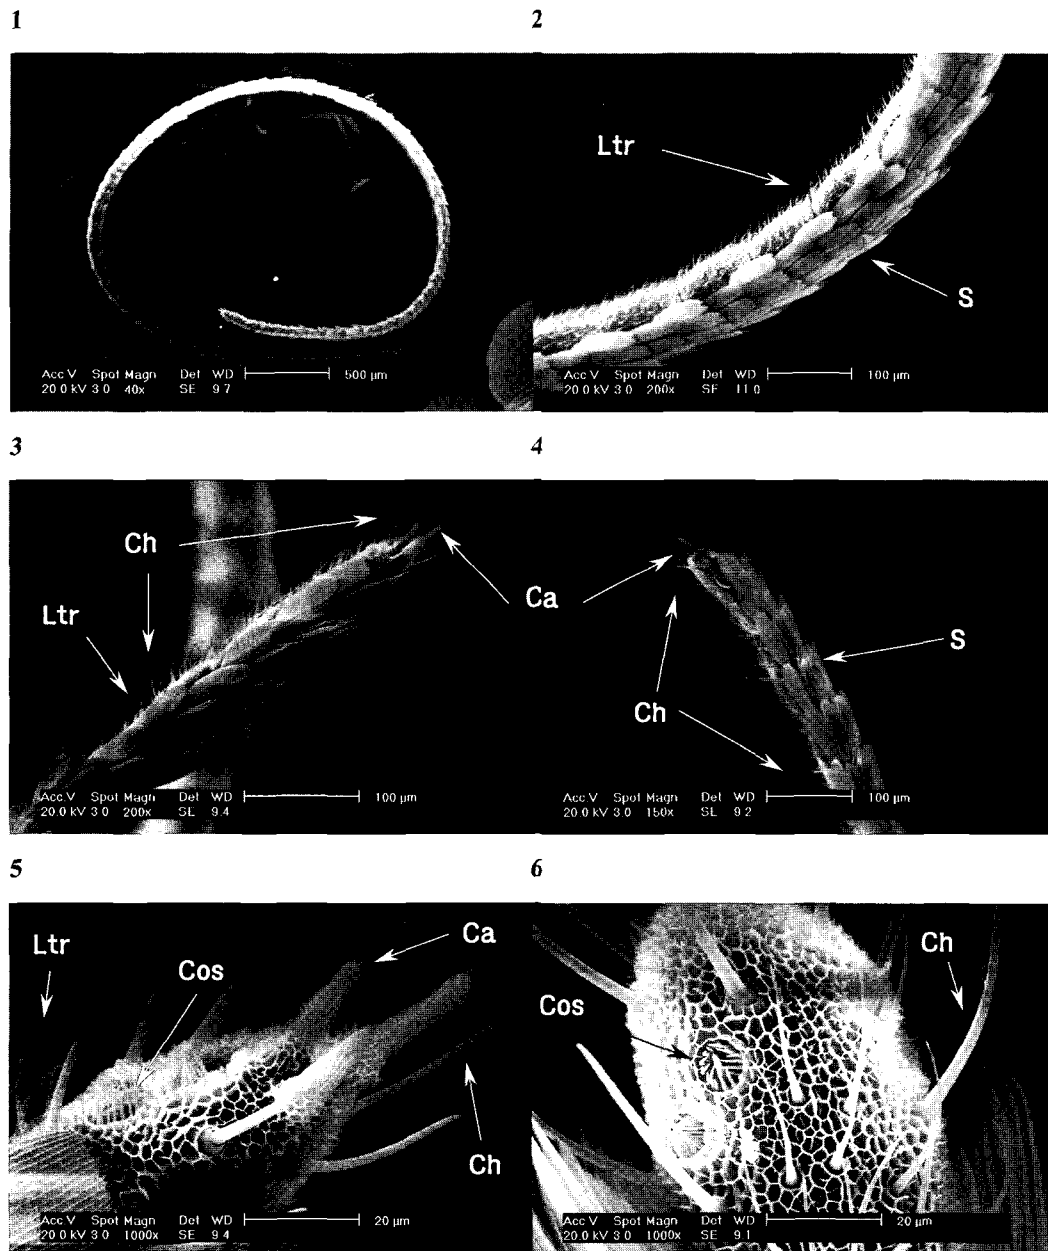 1
2
Ltr
S
Acc V Spot Magn Det WD 500 µm
20.0 kV 3.0 40x SE 9.7
Acc.V Spot Magn Det WD 100 µm
20.0 kV 3.0 200x SE 11.0
3
4
Ch
Ltr
Ca
S
Ch
Acc.V Spot Magn Det WD 100 µm
20.0 kV 3.0 200x SE 9.4
Acc.V Spot Magn Det WD 100 µm
20.0 kV 3.0 150x SE 9.2
5
6
Ltr
Cos
Ca
Ch
Cos
Ch
Acc.V Spot Magn Det WD 20 µm
20.0 kV 3.0 1000x SE 9.4
Acc.V Spot Magn Det WD 20 µm
20.0 kV 3.0 1000x SE 9.1